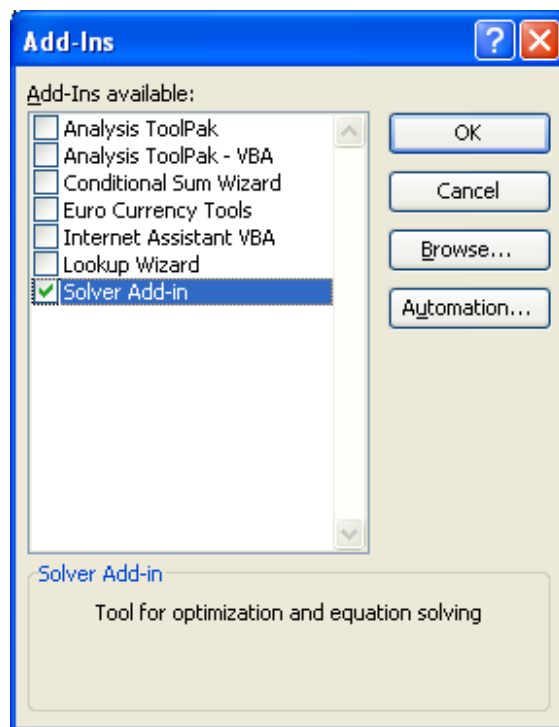 Add-Ins
?
Add-Ins available:
Analysis ToolPak
Analysis ToolPak - VBA
Conditional Sum Wizard
Euro Currency Tools
Internet Assistant VBA
Lookup Wizard
Solver Add-in
OK
Cancel
Browse...
Automation...
Solver Add-in
Tool for optimization and equation solving